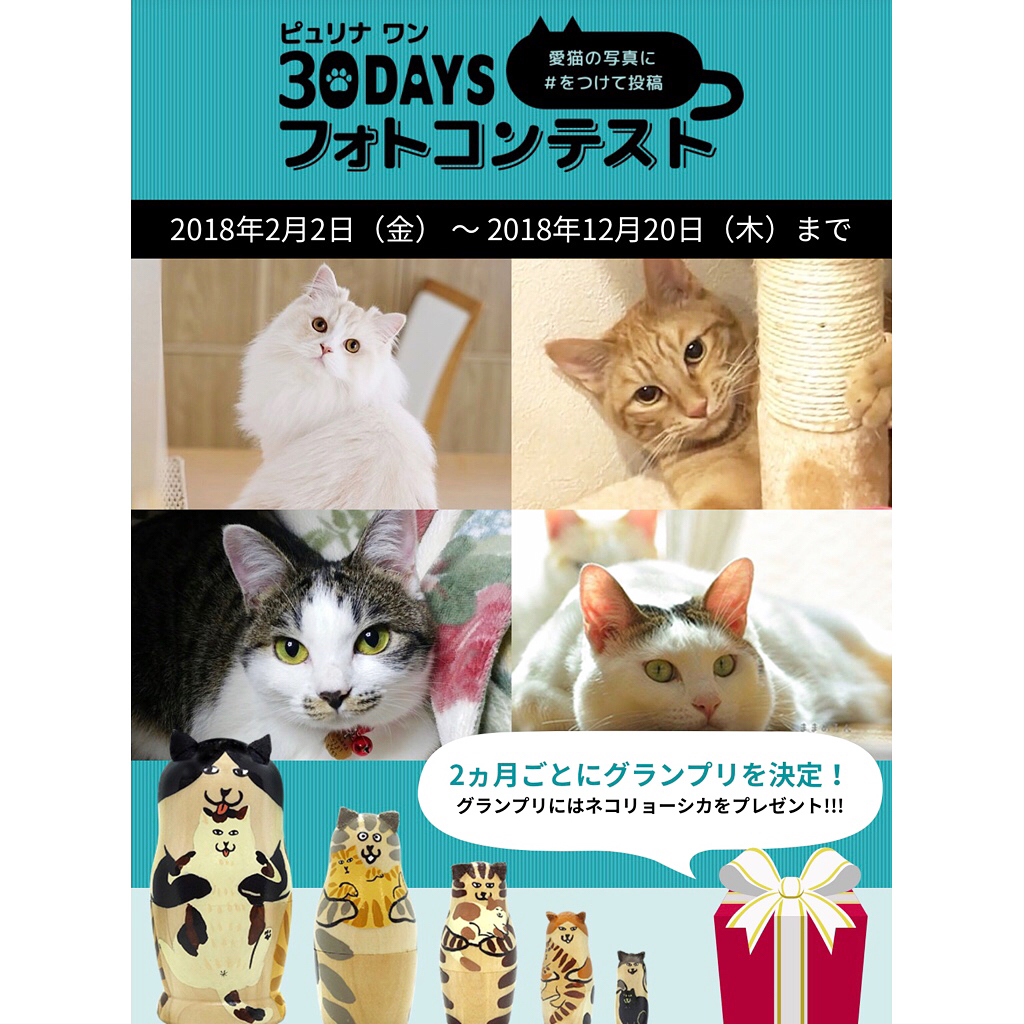 ピュリナ ワン
30DAYS
愛猫の写真に
#をつけて投稿
フォトコンテスト
2018年2月2日（金）～2018年12月20日（木）まで
2ヵ月ごとにグランプリを決定！
グランプリにはネコリョーシカをプレゼント!!!